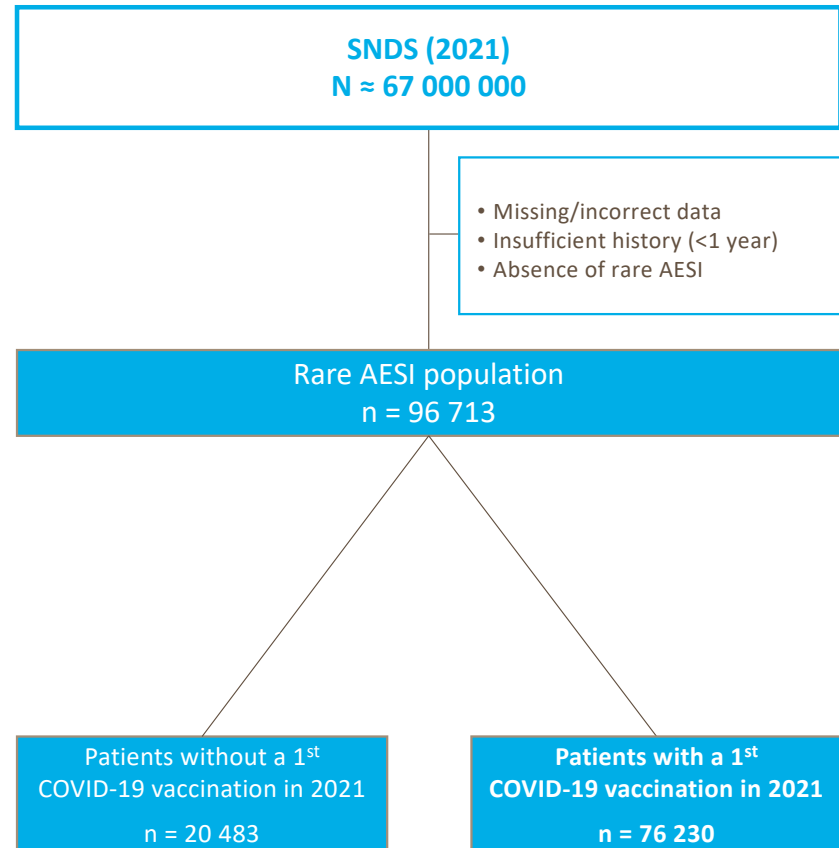 SNDS (2021)
N ≈ 67 000 000
• Missing/incorrect data
• Insufficient history (<1 year)
• Absence of rare AESI
Rare AESI population
n = 96 713
Patients without a 1st
COVID-19 vaccination in 2021
n = 20 483
Patients with a 1st
COVID-19 vaccination in 2021
n = 76 230